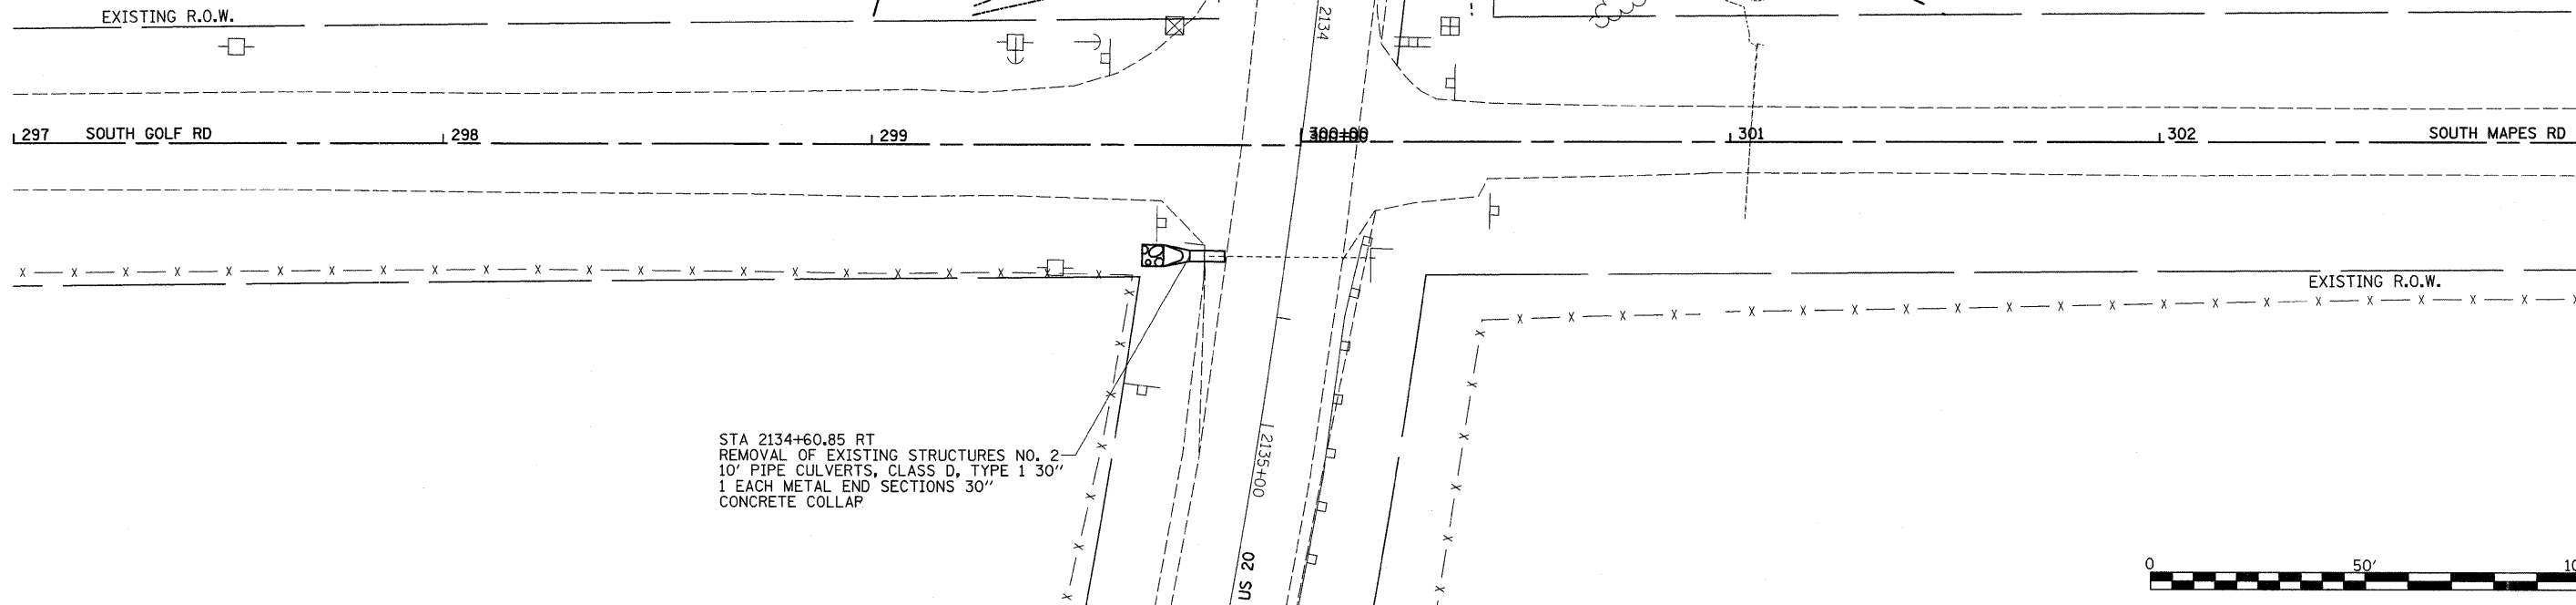 EXISTING R.O.W.
2134
297 SOUTH GOLF RD 298 299 300+00 301 302 SOUTH MAPES RD
EXISTING R.O.W.
STA 2134+60.85 RT
REMOVAL OF EXISTING STRUCTURES NO. 2
10' PIPE CULVERTS, CLASS D, TYPE 1 30"
1 EACH METAL END SECTIONS 30"
CONCRETE COLLAR
2135+00
US 20
0 50'